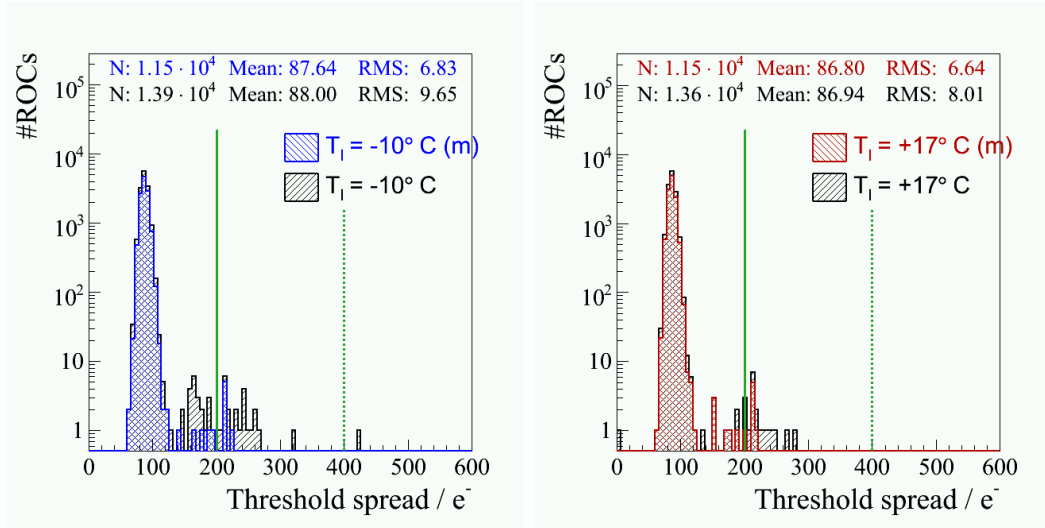 N: 1.15 · 10⁴ Mean: 87.64 RMS: 6.83
N: 1.39 · 10⁴ Mean: 88.00 RMS: 9.65
#ROCs
10⁵
10⁴
10³
10²
10
1
T_I = -10° C (m)
T_I = -10° C
0 100 200 300 400 500 600
Threshold spread / e⁻
N: 1.15 · 10⁴ Mean: 86.80 RMS: 6.64
N: 1.36 · 10⁴ Mean: 86.94 RMS: 8.01
#ROCs
10⁵
10⁴
10³
10²
10
1
T_I = +17° C (m)
T_I = +17° C
0 100 200 300 400 500 600
Threshold spread / e⁻